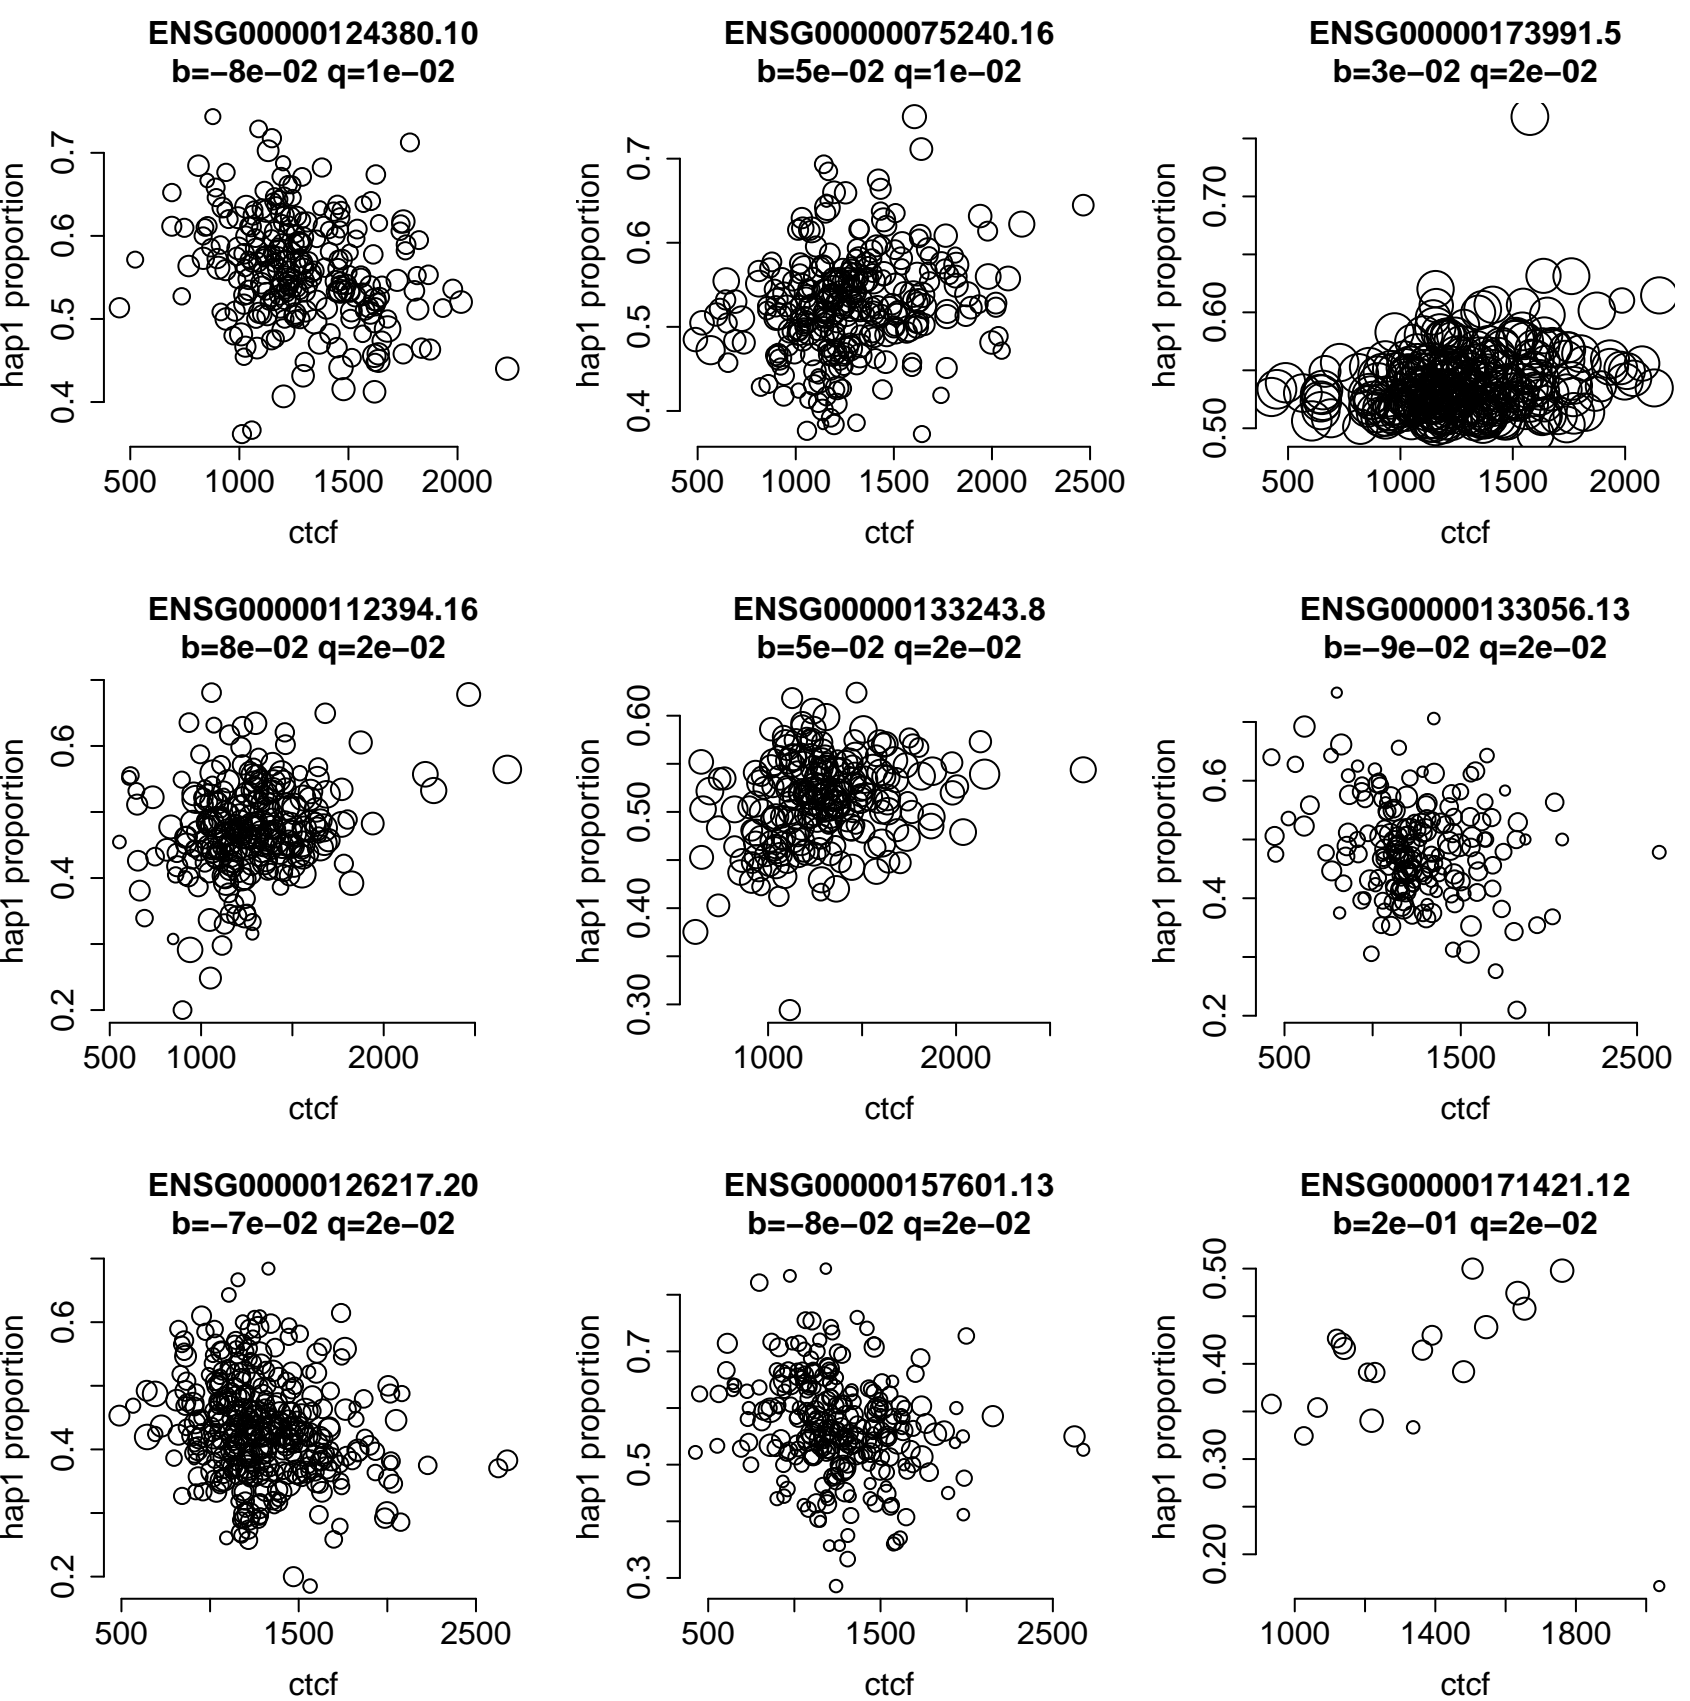 ENSG00000124380.10
b=−8e−02 q=1e−02
hap1 proportion
0.4 0.5 0.6 0.7
500 1000 1500 2000
ctcf
ENSG00000075240.16
b=5e−02 q=1e−02
hap1 proportion
0.4 0.5 0.6 0.7
500 1000 1500 2000 2500
ctcf
ENSG00000173991.5
b=3e−02 q=2e−02
hap1 proportion
0.50 0.60 0.70
500 1000 1500 2000
ctcf
ENSG00000112394.16
b=8e−02 q=2e−02
hap1 proportion
0.2 0.4 0.6
500 1000 2000
ctcf
ENSG00000133243.8
b=5e−02 q=2e−02
hap1 proportion
0.30 0.40 0.50 0.60
1000 2000
ctcf
ENSG00000133056.13
b=−9e−02 q=2e−02
hap1 proportion
0.2 0.4 0.6
500 1500 2500
ctcf
ENSG00000126217.20
b=−7e−02 q=2e−02
hap1 proportion
0.2 0.4 0.6
500 1500 2500
ctcf
ENSG00000157601.13
b=−8e−02 q=2e−02
hap1 proportion
0.3 0.5 0.7
500 1500 2500
ctcf
ENSG00000171421.12
b=2e−01 q=2e−02
hap1 proportion
0.20 0.30 0.40 0.50
1000 1400 1800
ctcf